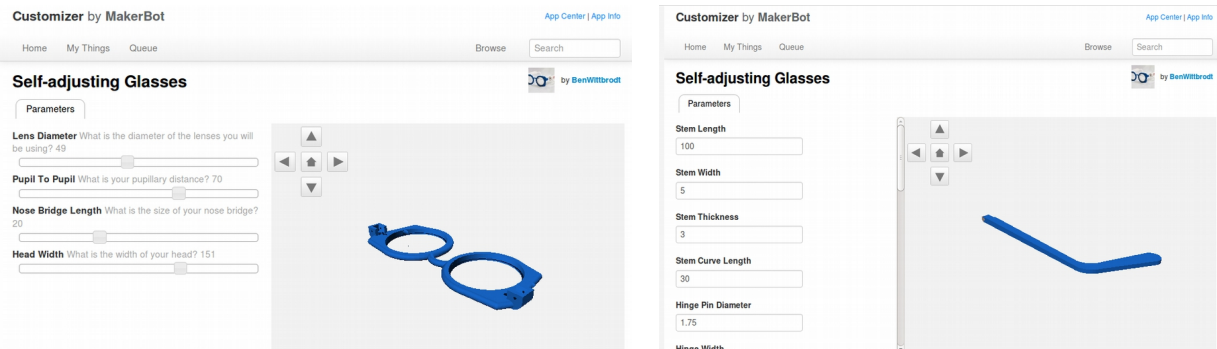 Customizer by MakerBot
App Center | App Info
Home My Things Queue Browse Search
Self-adjusting Glasses
by BenWittbrodt
Parameters
Lens Diameter What is the diameter of the lenses you will
be using? 49
Pupil To Pupil What is your pupillary distance? 70
Nose Bridge Length What is the size of your nose bridge?
20
Head Width What is the width of your head? 151
Customizer by MakerBot
App Center | App Info
Home My Things Queue Browse Search
Self-adjusting Glasses
by BenWittbrodt
Parameters
Stem Length
100
Stem Width
5
Stem Thickness
3
Stem Curve Length
30
Hinge Pin Diameter
1.75
Hinge Width